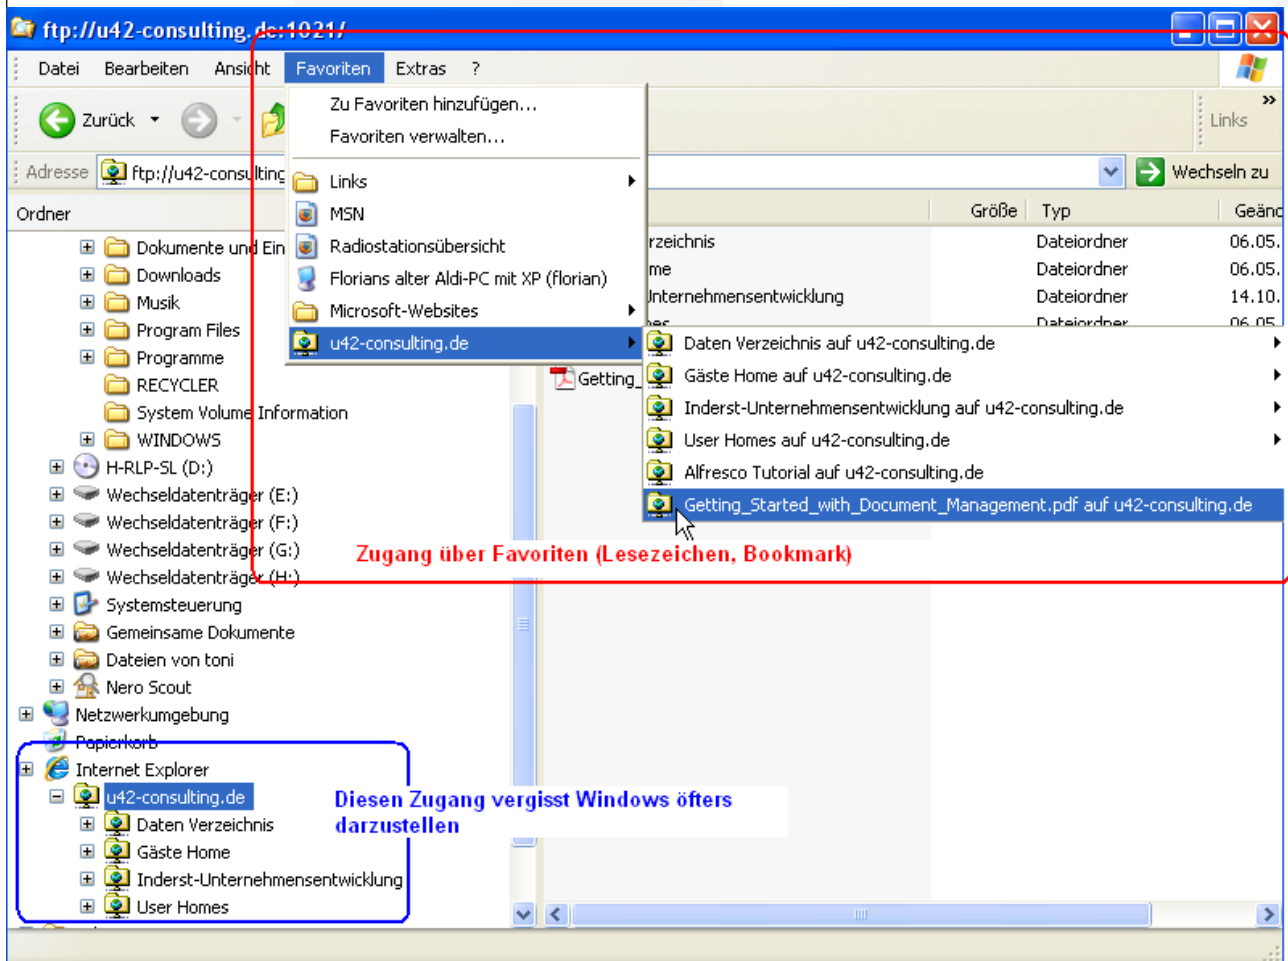 ftp://u42-consulting.de:1021/
Datei Bearbeiten Ansicht Favoriten Extras ?
Zurück
Links
Adresse ftp://u42-consulting
Wechseln zu
Zu Favoriten hinzufügen...
Favoriten verwalten...
Links
MSN
Radiostationsübersicht
Florians alter Aldi-PC mit XP (florian)
Microsoft-Websites
u42-consulting.de
Daten Verzeichnis auf u42-consulting.de
Gäste Home auf u42-consulting.de
Inderst-Unternehmensentwicklung auf u42-consulting.de
User Homes auf u42-consulting.de
Alfresco Tutorial auf u42-consulting.de
Getting_Started_with_Document_Management.pdf auf u42-consulting.de
Größe Typ Geänd
rzeichnis Dateiordner 06.05.
me Dateiordner 06.05.
Internehmensentwicklung Dateiordner 14.10.
nes Dateiordner 06.05.
Getting_
Zugang über Favoriten (Lesezeichen, Bookmark)
Ordner
Dokumente und Ein
Downloads
Musik
Program Files
Programme
RECYCLER
System Volume Information
WINDOWS
H-RLP-SL (D:)
Wechseldatenträger (E:)
Wechseldatenträger (F:)
Wechseldatenträger (G:)
Wechseldatenträger (H:)
Systemsteuerung
Gemeinsame Dokumente
Dateien von toni
Nero Scout
Netzwerkumgebung
Papierkorb
Internet Explorer
u42-consulting.de
Daten Verzeichnis
Gäste Home
Inderst-Unternehmensentwicklung
User Homes
Diesen Zugang vergisst Windows öfters
darzustellen